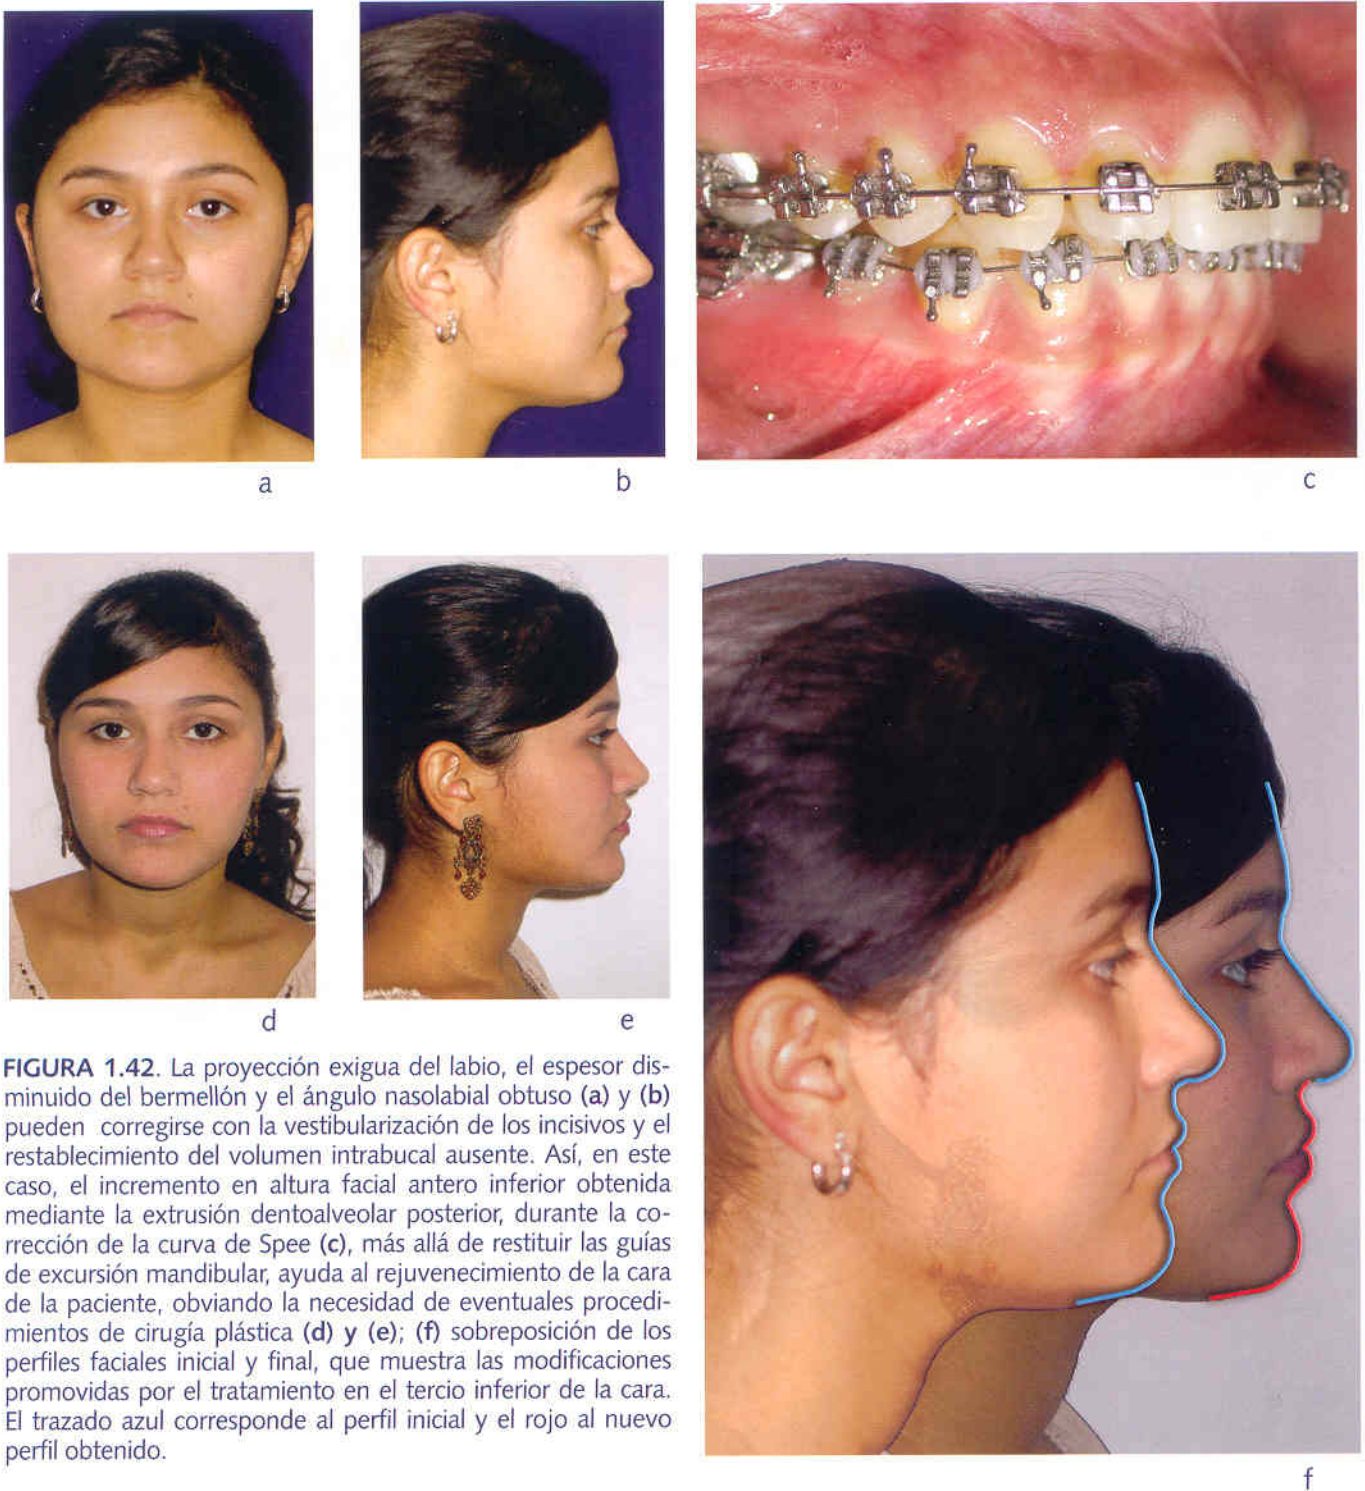 a
b
c
d
e
FIGURA 1.42. La proyección exigua del labio, el espesor dis-
minuido del bermellón y el ángulo nasolabial obtuso (a) y (b)
pueden corregirse con la vestibularización de los incisivos y el
restablecimiento del volumen intrabucal ausente. Así, en este
caso, el incremento en altura facial antero inferior obtenida
mediante la extrusión dentoalveolar posterior, durante la co-
rrección de la curva de Spee (c), más allá de restituir las guías
de excursión mandibular, ayuda al rejuvenecimiento de la cara
de la paciente, obviando la necesidad de eventuales procedi-
mientos de cirugía plástica (d) y (e); (f) sobreposición de los
perfiles faciales inicial y final, que muestra las modificaciones
promovidas por el tratamiento en el tercio inferior de la cara.
El trazado azul corresponde al perfil inicial y el rojo al nuevo
perfil obtenido.
f